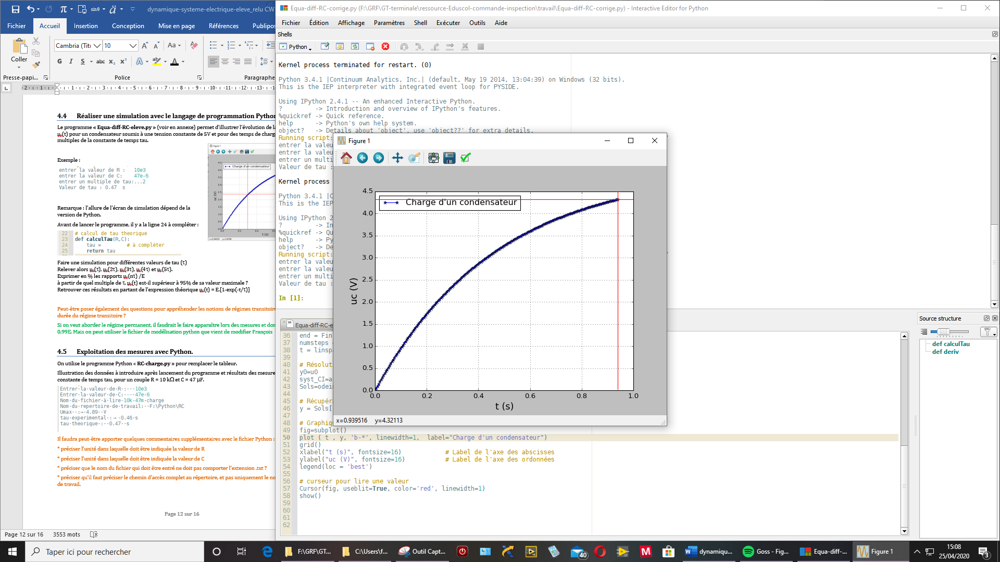 dynamique-systeme-electrique-eleve_relu CW
Fichier Accueil Insertion Conception Mise en page Références Publipos
Cambria (Titr 10
Coller
G I S abc x₂ x²
Presse-papi... Police Paragraphe
4.4 Réaliser une simulation avec le langage de programmation Python
Le programme « Equa-diff-RC-eleve.py » (voir en annexe) permet d'illustrer l'évolution de la
uc(t) pour un condensateur soumis à une tension constante de 5V et pour des temps de charg
multiples de la constante de temps tau.
Exemple :
entrer la valeur de R : 10e3
entrer la valeur de C: 47e-6
entrer un multiple de tau:...2
Valeur de tau : 0.47 s
Figure 1
Charge d'un condensateur
uc (V)
t (s)
Remarque : l'allure de l'écran de simulation dépend de la
version de Python.
Avant de lancer le programme, il y a la ligne 24 à compléter :
22 # calcul de tau theorique
23 def calculTau(R,C):
24 tau = # à compléter
25 return tau
Faire une simulation pour différentes valeurs de tau (τ)
Relever alors uc(τ), uc(2τ), uc(3τ), uc(4τ) et uc(5τ).
Exprimer en % les rapports uc(nτ) /E
à partir de quel multiple de τ, uc(t) est-il supérieur à 95% de sa valeur maximale ?
Retrouver ces résultats en partant de l'expression théorique uc(t) = E.[1-exp(-t/τ)]
Peut-être poser également des questions pour appréhender les notions de régimes transitoir
durée du régime transitoire ?
Si on veut aborder le régime permanent, il faudrait le faire apparaître lors des mesures et don
0.99E. Mais on peut utiliser le fichier de modélisation python que vient de modifier François
4.5 Exploitation des mesures avec Python.
On utilise le programme Python « RC-charge.py » pour remplacer le tableur.
Illustration des données à introduire après lancement du programme et résultats des mesure
constante de temps tau, pour un couple R = 10 kΩ et C = 47 µF.
Entrer·la·valeur·de·R·:···10e3
Entrer·la·valeur·de·C:····47e-6
Nom·du·fichier·à·lire·10k-47m-charge
Nom·du·repertoire·de·travail:··F:\Python\RC
Umax··:→·4.89··V
tau·experimental·:→·0.46·s
tau·theorique·:··0.47··s
Il faudra peut-être apporter quelques commentaires supplémentaires avec le fichier Python :
* préciser l'unité dans laquelle doit être indiquée la valeur de R
* préciser l'unité dans laquelle doit être indiquée la valeur de C
* préciser que le nom du fichier qui doit être entré ne doit pas comporter l'extension .txt ?
* préciser qu'il faut préciser le chemin d'accès complet au répertoire, et pas uniquement le no
de travail.
Page 12 sur 16
Page 12 sur 16 3553 mots
Equa-diff-RC-corrige.py (F:\GRF\GT-terminale\ressource-Eduscol-commande-inspection\travail\Equa-diff-RC-corrige.py) - Interactive Editor for Python
Fichier Édition Affichage Paramètres Shell Exécuter Outils Aide
Shells
Python
Kernel process terminated for restart. (0)
Python 3.4.1 |Continuum Analytics, Inc.| (default, May 19 2014, 13:04:39) on Windows (32 bits).
This is the IEP interpreter with integrated event loop for PYSIDE.
Using IPython 2.4.1 -- An enhanced Interactive Python.
? -> Introduction and overview of IPython's features.
%quickref -> Quick reference.
help -> Python's own help system.
object? -> Details about 'object', use 'object??' for extra details.
Running script:
entrer la valeu
entrer la valeu
entrer un multi
Valeur de tau :
Kernel process
Python 3.4.1 |C
This is the IEP
Using IPython 2
? -> In
%quickref -> Qu
help -> Py
object? -> De
Running script:
entrer la valeu
entrer la valeu
entrer un multi
Valeur de tau :
In [1]:
Figure 1
Charge d'un condensateur
4.5
4.0
3.5
3.0
2.5
2.0
1.5
1.0
0.5
0.0
uc (V)
0.0 0.2 0.4 0.6 0.8 1.0
t (s)
x=0.939516 y=4.32113
Equa-diff-RC-e
36 end = Fin
37 numsteps =
38 t = linsp
39
40 # Résoluti
41 y0=u0
42 syst_CI=a
43 Sols=odein
44
45 # Récupéra
46 y = Sols[
47
48 # Graphiqu
49 fig=subplot()
50 plot ( t , y, 'b-*', linewidth=1, label="Charge d'un condensateur")
51 grid()
52 xlabel("t (s)", fontsize=16) # Label de l'axe des abscisses
53 ylabel("uc (V)", fontsize=16) # Label de l'axe des ordonnées
54 legend(loc = 'best')
55
56 # curseur pour lire une valeur
57 Cursor(fig, useblit=True, color='red', linewidth=1)
58 show()
59
60
61
62
Source structure
def calculTau
def deriv
Taper ici pour rechercher
F:\GRF\GT... C:\Users\f... Outil Capt... 40 dynamiqu... Goss - Fig... Equa-diff-... Figure 1
15:08
25/04/2020
3